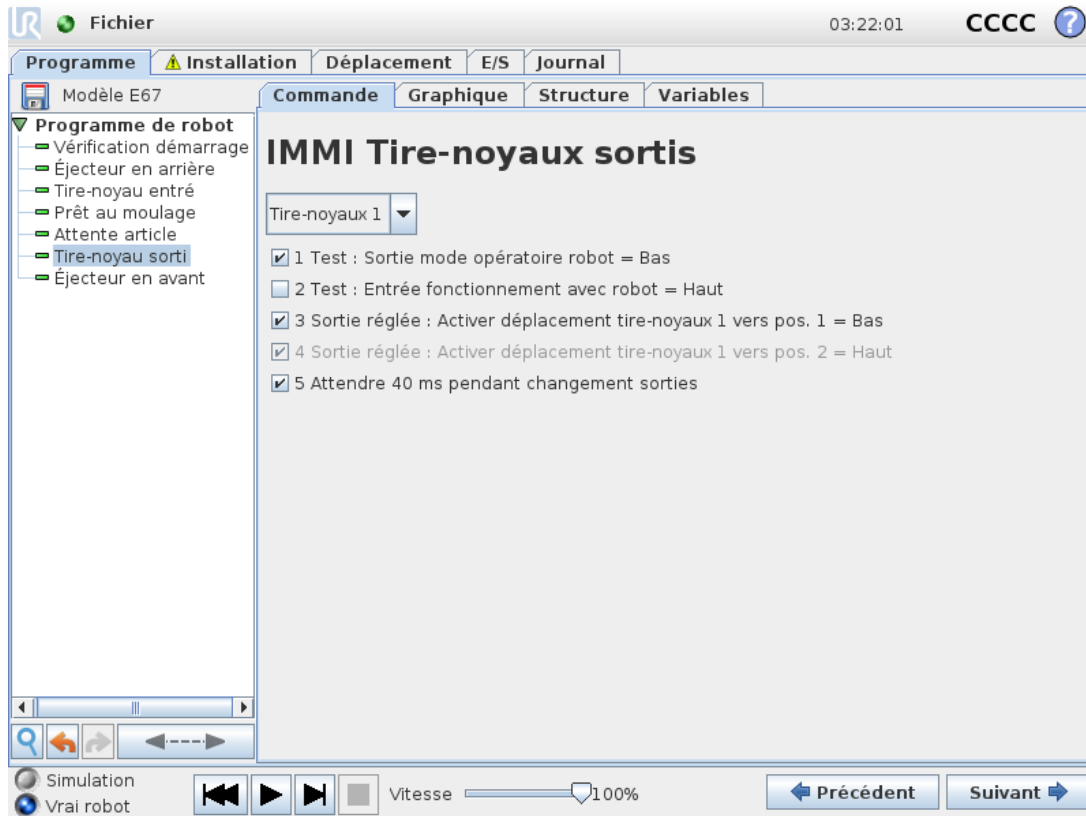 UR Fichier 03:22:01 CCCC ?
Programme Installation Déplacement E/S Journal
Modèle E67
Commande Graphique Structure Variables
Programme de robot
Vérification démarrage
Éjecteur en arrière
Tire-noyau entré
Prêt au moulage
Attente article
Tire-noyau sorti
Éjecteur en avant
IMMI Tire-noyaux sortis
Tire-noyaux 1
1 Test : Sortie mode opératoire robot = Bas
2 Test : Entrée fonctionnement avec robot = Haut
3 Sortie réglée : Activer déplacement tire-noyaux 1 vers pos. 1 = Bas
4 Sortie réglée : Activer déplacement tire-noyaux 1 vers pos. 2 = Haut
5 Attendre 40 ms pendant changement sorties
Simulation
Vrai robot
Vitesse 100%
Précédent Suivant